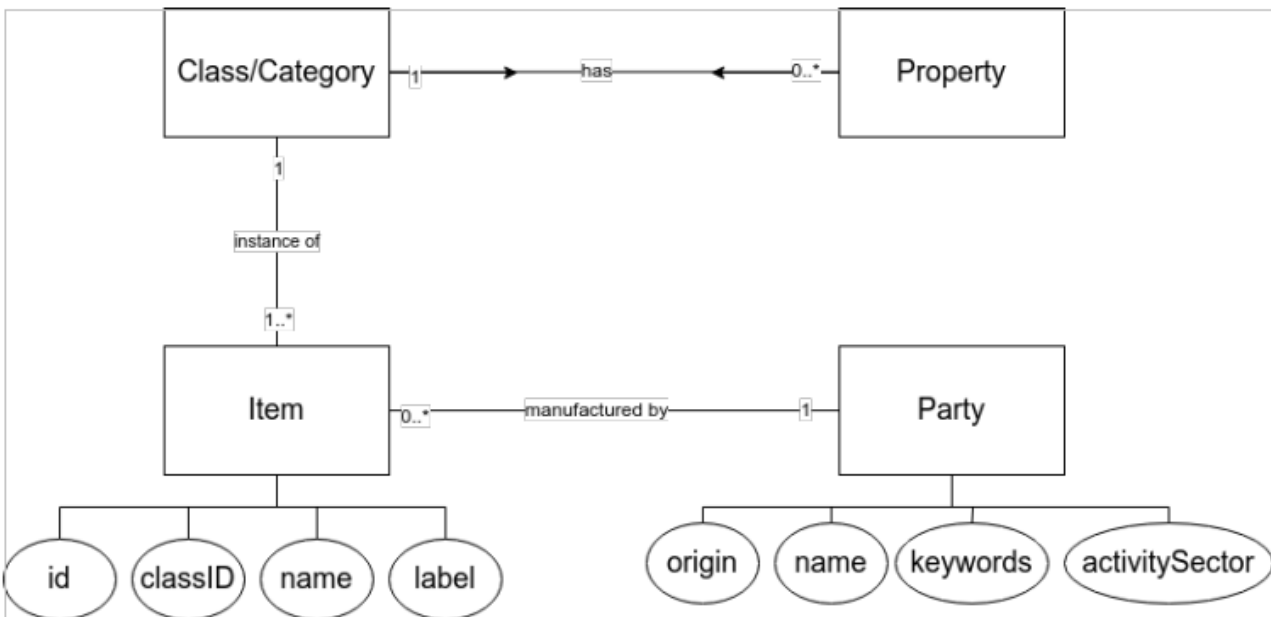 Class/Category
1
has
0..*
Property
1
instance of
1..*
Item
0..*
manufactured by
1
Party
id
classID
name
label
origin
name
keywords
activitySector